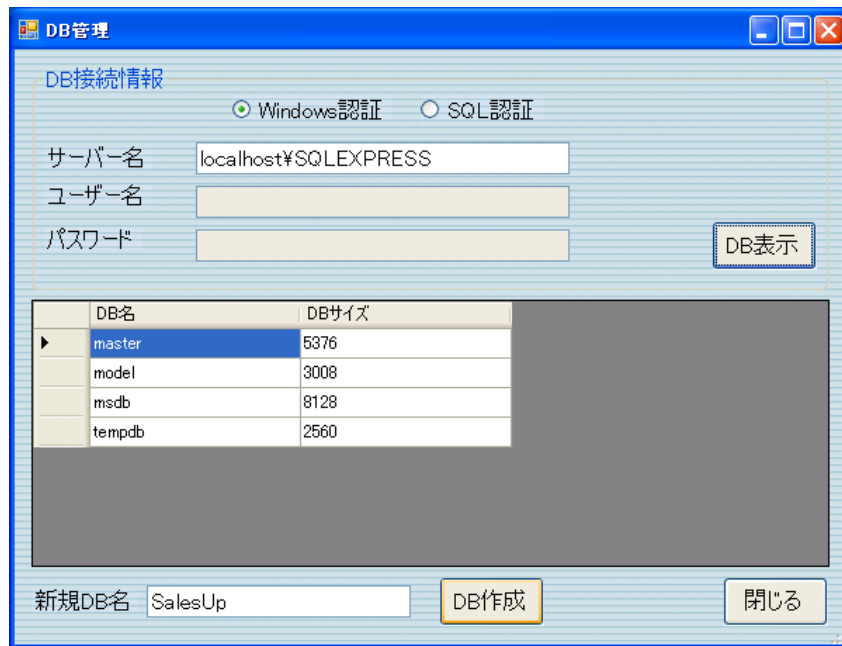 DB管理
DB接続情報
Windows認証 SQL認証
サーバー名 localhost¥SQLEXPRESS
ユーザー名
パスワード
DB表示
DB名 DBサイズ
master 5376
model 3008
msdb 8128
tempdb 2560
新規DB名 SalesUp DB作成 閉じる